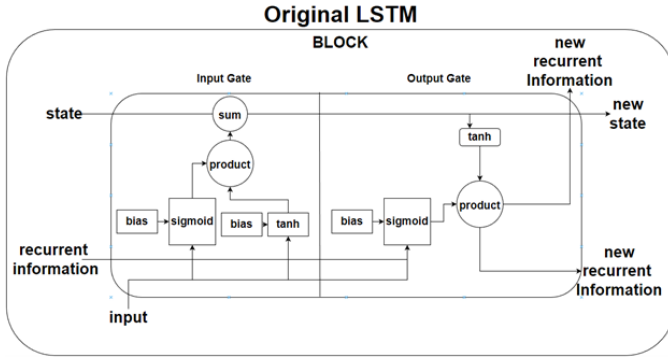 Original LSTM
BLOCK
new
recurrent
Information
Input Gate
Output Gate
state
sum
new
state
tanh
product
bias
sigmoid
bias
tanh
bias
sigmoid
product
recurrent
information
new
recurrent
Information
input